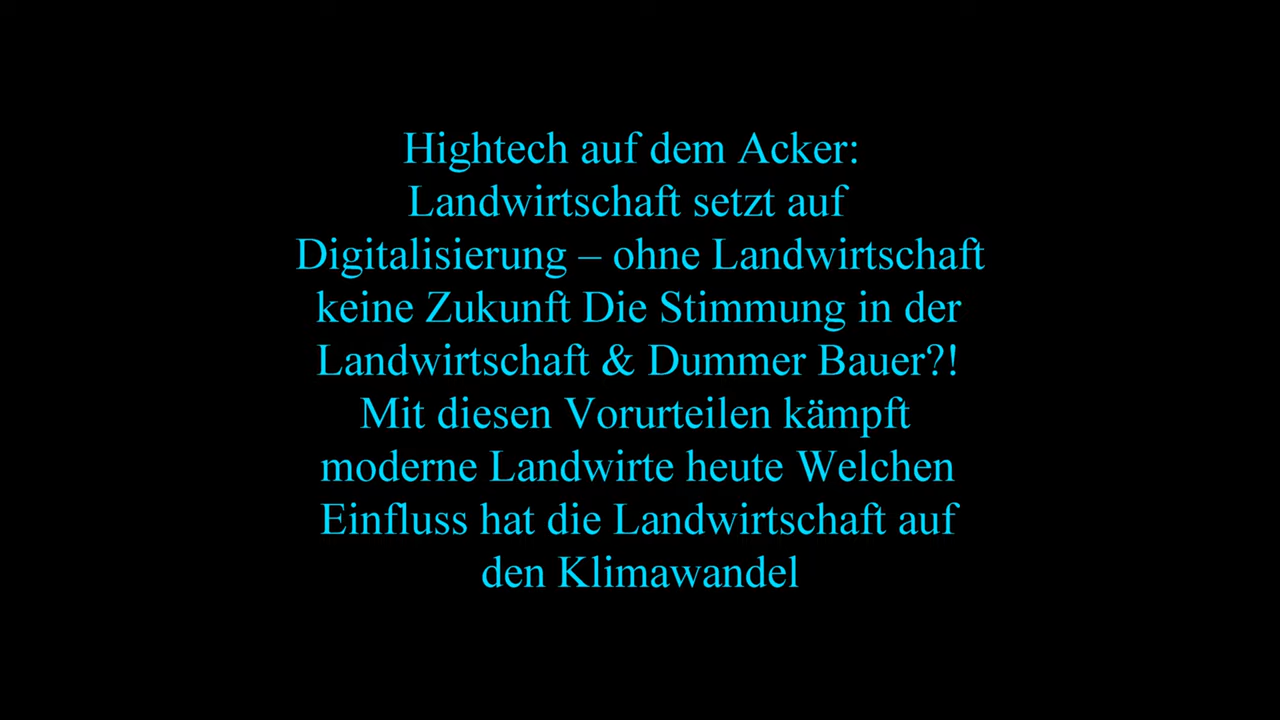 Hightech auf dem Acker:
Landwirtschaft setzt auf
Digitalisierung – ohne Landwirtschaft
keine Zukunft Die Stimmung in der
Landwirtschaft & Dummer Bauer?!
Mit diesen Vorurteilen kämpft
moderne Landwirte heute Welchen
Einfluss hat die Landwirtschaft auf
den Klimawandel